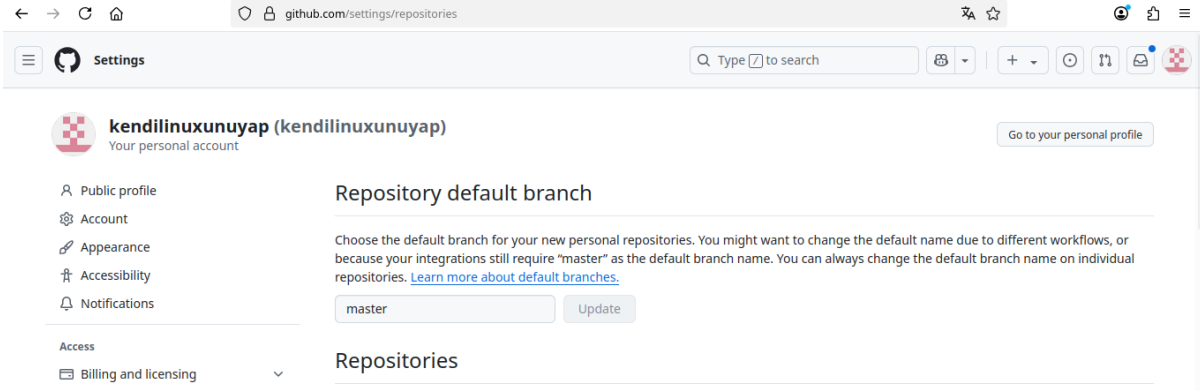 github.com/settings/repositories
Settings
Type / to search
kendilinuxunuyap (kendilinuxunuyap)
Your personal account
Go to your personal profile
Public profile
Account
Appearance
Accessibility
Notifications
Access
Billing and licensing
Repository default branch
Choose the default branch for your new personal repositories. You might want to change the default name due to different workflows, or
because your integrations still require “master” as the default branch name. You can always change the default branch name on individual
repositories. Learn more about default branches.
master
Update
Repositories